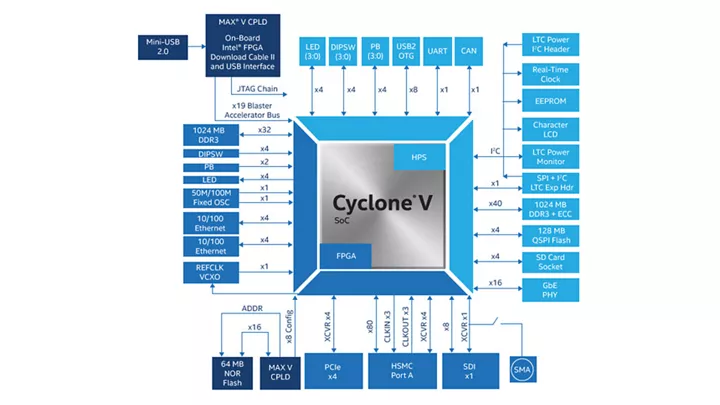 MAX® V CPLD
On-Board
Intel® FPGA
Download Cable II
and USB Interface
Mini-USB
2.0
JTAG Chain
x19 Blaster
Accelerator Bus
LED
(3:0)
DIPSW
(3:0)
PB
(3:0)
USB2
OTG
UART
CAN
x4
x4
x4
x8
x1
x1
LTC Power
I²C Header
Real-Time
Clock
EEPROM
Character
LCD
LTC Power
Monitor
SPI + I²C
LTC Exp Hdr
1024 MB
DDR3 + ECC
128 MB
QSPI Flash
SD Card
Socket
GbE
PHY
I²C
x1
x40
x4
x4
x16
1024 MB
DDR3
DIPSW
PB
LED
50M/100M
Fixed OSC
10/100
Ethernet
10/100
Ethernet
REFCLK
VCXO
x32
x4
x2
x4
x1
x1
x4
x4
x1
HPS
Cyclone® V
SoC
FPGA
ADDR
x16
x8 Config
64 MB
NOR
Flash
MAX V
CPLD
XCVR x4
x80
CLKIN x3
CLKOUT x3
XCVR x4
x8
XCVR x1
PCIe
x4
HSMC
Port A
SDI
x1
SMA